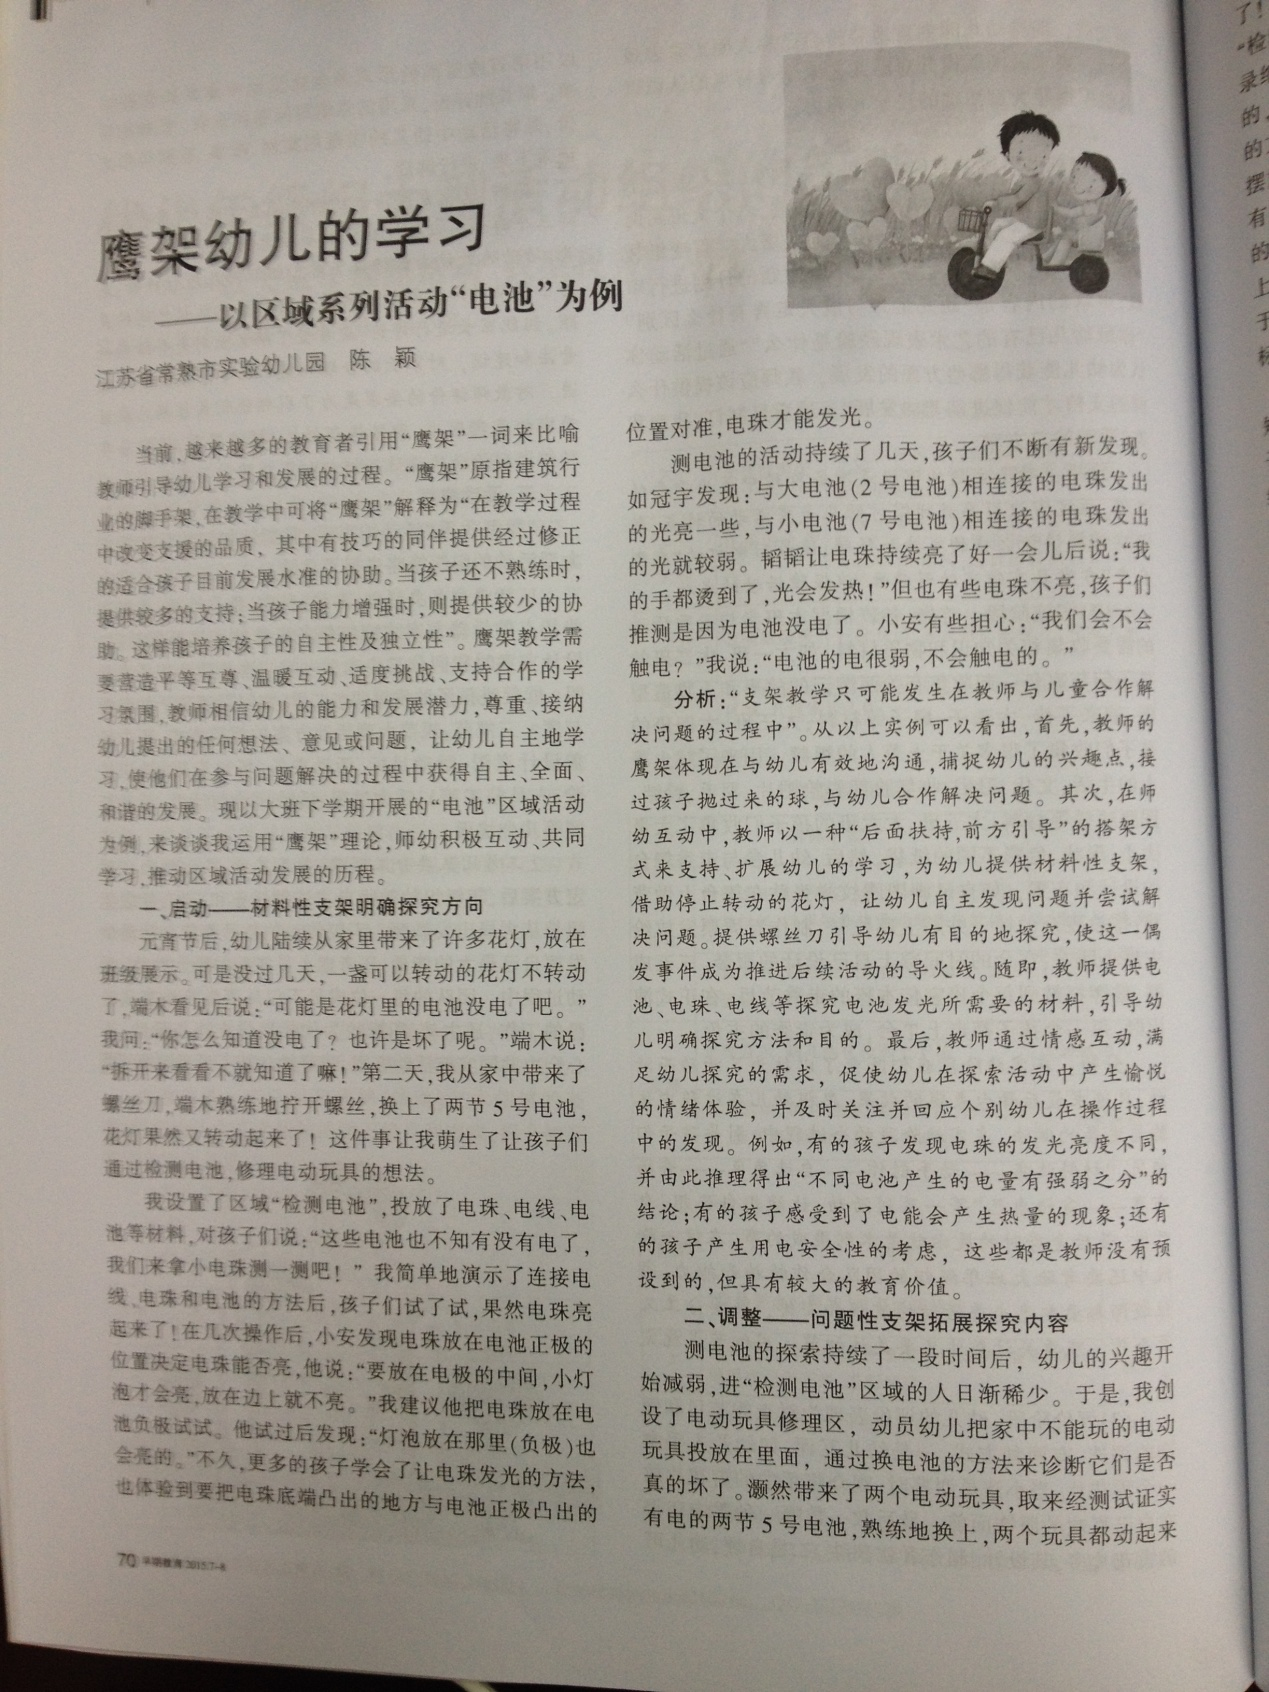 鹰架幼儿的学习
——以区域系列活动“电池”为例
江苏省常熟市实验幼儿园 陈 颖
当前,越来越多的教育者引用“鹰架”一词来比喻
教师引导幼儿学习和发展的过程。“鹰架”原指建筑行
业的脚手架,在教学中可将“鹰架”解释为“在教学过程
中改变支援的品质，其中有技巧的同伴提供经过修正
的适合孩子目前发展水准的协助。当孩子还不熟练时,
提供较多的支持;当孩子能力增强时,则提供较少的协
助。这样能培养孩子的自主性及独立性”。鹰架教学需
要营造平等互尊、温暖互动、适度挑战、支持合作的学
习氛围,教师相信幼儿的能力和发展潜力,尊重、接纳
幼儿提出的任何想法、意见或问题，让幼儿自主地学
习,使他们在参与问题解决的过程中获得自主、全面、
和谐的发展。现以大班下学期开展的“电池”区域活动
为例,来谈谈我运用“鹰架”理论,师幼积极互动、共同
学习,推动区域活动发展的历程。
一、启动——材料性支架明确探究方向
元宵节后,幼儿陆续从家里带来了许多花灯,放在
班级展示。可是没过几天,一盏可以转动的花灯不转动
了,端木看见后说:“可能是花灯里的电池没电了吧。”
我问:“你怎么知道没电了？也许是坏了呢。”端木说:
“拆开来看看不就知道了嘛!”第二天,我从家中带来了
螺丝刀,端木熟练地拧开螺丝,换上了两节5号电池,
花灯果然又转动起来了！这件事让我萌生了让孩子们
通过检测电池,修理电动玩具的想法。
我设置了区域“检测电池”,投放了电珠、电线、电
池等材料,对孩子们说:“这些电池也不知有没有电了,
我们来拿小电珠测一测吧！”我简单地演示了连接电
线、电珠和电池的方法后,孩子们试了试,果然电珠亮
起来了!在几次操作后,小安发现电珠放在电池正极的
位置决定电珠能否亮,他说:“要放在电极的中间,小灯
泡才会亮,放在边上就不亮。”我建议他把电珠放在电
池负极试试。他试过后发现:“灯泡放在那里(负极)也
会亮的。”不久,更多的孩子学会了让电珠发光的方法,
也体验到要把电珠底端凸出的地方与电池正极凸出的
位置对准,电珠才能发光。
测电池的活动持续了几天,孩子们不断有新发现。
如冠宇发现:与大电池(2号电池)相连接的电珠发出
的光亮一些,与小电池(7号电池)相连接的电珠发出
的光就较弱。韬韬让电珠持续亮了好一会儿后说:“我
的手都烫到了,光会发热!”但也有些电珠不亮,孩子们
推测是因为电池没电了。小安有些担心:“我们会不会
触电？”我说:“电池的电很弱,不会触电的。”
分析:“支架教学只可能发生在教师与儿童合作解
决问题的过程中”。从以上实例可以看出,首先,教师的
鹰架体现在与幼儿有效地沟通,捕捉幼儿的兴趣点,接
过孩子抛过来的球,与幼儿合作解决问题。其次,在师
幼互动中,教师以一种“后面扶持,前方引导”的搭架方
式来支持、扩展幼儿的学习,为幼儿提供材料性支架,
借助停止转动的花灯，让幼儿自主发现问题并尝试解
决问题。提供螺丝刀引导幼儿有目的地探究,使这一偶
发事件成为推进后续活动的导火线。随即,教师提供电
池、电珠、电线等探究电池发光所需要的材料,引导幼
儿明确探究方法和目的。最后,教师通过情感互动,满
足幼儿探究的需求，促使幼儿在探索活动中产生愉悦
的情绪体验，并及时关注并回应个别幼儿在操作过程
中的发现。例如,有的孩子发现电珠的发光亮度不同,
并由此推理得出“不同电池产生的电量有强弱之分”的
结论;有的孩子感受到了电能会产生热量的现象;还有
的孩子产生用电安全性的考虑，这些都是教师没有预
设到的,但具有较大的教育价值。
二、调整——问题性支架拓展探究内容
测电池的探索持续了一段时间后，幼儿的兴趣开
始减弱,进“检测电池”区域的人日渐稀少。于是,我创
设了电动玩具修理区，动员幼儿把家中不能玩的电动
玩具投放在里面，通过换电池的方法来诊断它们是否
真的坏了。灏然带来了两个电动玩具,取来经测试证实
有电的两节5号电池,熟练地换上,两个玩具都动起来
70 早期教育 2015.7-8